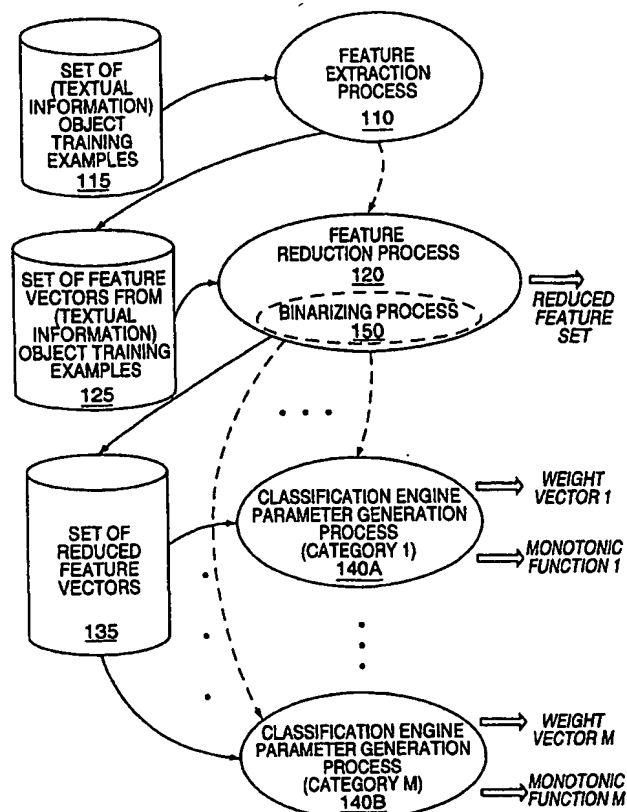 SET OF
(TEXTUAL
INFORMATION)
OBJECT
TRAINING
EXAMPLES
115
FEATURE
EXTRACTION
PROCESS
110
SET OF FEATURE
VECTORS FROM
(TEXTUAL
INFORMATION)
OBJECT TRAINING
EXAMPLES
125
FEATURE
REDUCTION PROCESS
120
BINARIZING PROCESS
150
REDUCED
FEATURE
SET
SET OF
REDUCED
FEATURE
VECTORS
135
CLASSIFICATION ENGINE
PARAMETER GENERATION
PROCESS
(CATEGORY 1)
140A
WEIGHT
VECTOR 1
MONOTONIC
FUNCTION 1
CLASSIFICATION ENGINE
PARAMETER GENERATION
PROCESS
(CATEGORY M)
140B
WEIGHT
VECTOR M
MONOTONIC
FUNCTION M